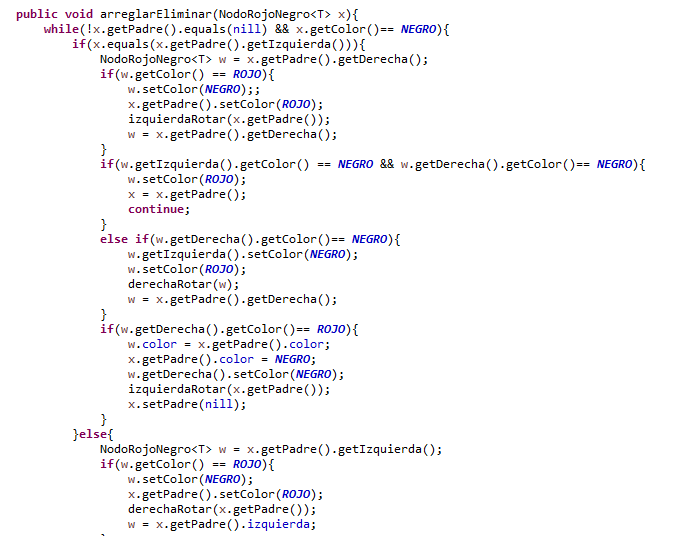 public void arreglarEliminar(NodoRojoNegro<T> x){
while(!x.getPadre().equals(nill) && x.getColor()== NEGRO){
if(x.equals(x.getPadre().getIzquierda())){
NodoRojoNegro<T> w = x.getPadre().getDerecha();
if(w.getColor() == ROJO){
w.setColor(NEGRO);;
x.getPadre().setColor(ROJO);
izquierdaRotar(x.getPadre());
w = x.getPadre().getDerecha();
}
if(w.getIzquierda().getColor() == NEGRO && w.getDerecha().getColor()== NEGRO){
w.setColor(ROJO);
x = x.getPadre();
continue;
}
else if(w.getDerecha().getColor()== NEGRO){
w.getIzquierda().setColor(NEGRO);
w.setColor(ROJO);
derechaRotar(w);
w = x.getPadre().getDerecha();
}
if(w.getDerecha().getColor()== ROJO){
w.color = x.getPadre().color;
x.getPadre().color = NEGRO;
w.getDerecha().setColor(NEGRO);
izquierdaRotar(x.getPadre());
x.setPadre(nill);
}
}else{
NodoRojoNegro<T> w = x.getPadre().getIzquierda();
if(w.getColor() == ROJO){
w.setColor(NEGRO);
x.getPadre().setColor(ROJO);
derechaRotar(x.getPadre());
w = x.getPadre().izquierda;